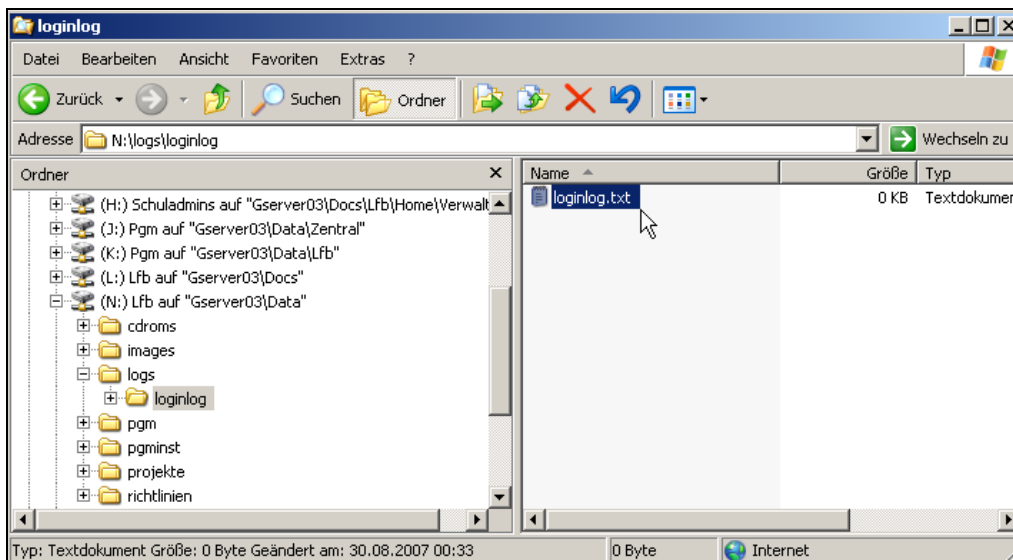 loginlog
Datei Bearbeiten Ansicht Favoriten Extras ?
Zurück Suchen Ordner
Adresse N:\logs\loginlog Wechseln zu
Ordner
(H:) Schuladmins auf "Gserver03\Docs\Lfb\Home\Verwalt
(J:) Pgm auf "Gserver03\Data\Zentral"
(K:) Pgm auf "Gserver03\Data\Lfb"
(L:) Lfb auf "Gserver03\Docs"
(N:) Lfb auf "Gserver03\Data"
cdroms
images
logs
loginlog
pgm
pgminst
projekte
richtlinien
Name Größe Typ
loginlog.txt 0 KB Textdokumer
Typ: Textdokument Größe: 0 Byte Geändert am: 30.08.2007 00:33 0 Byte Internet